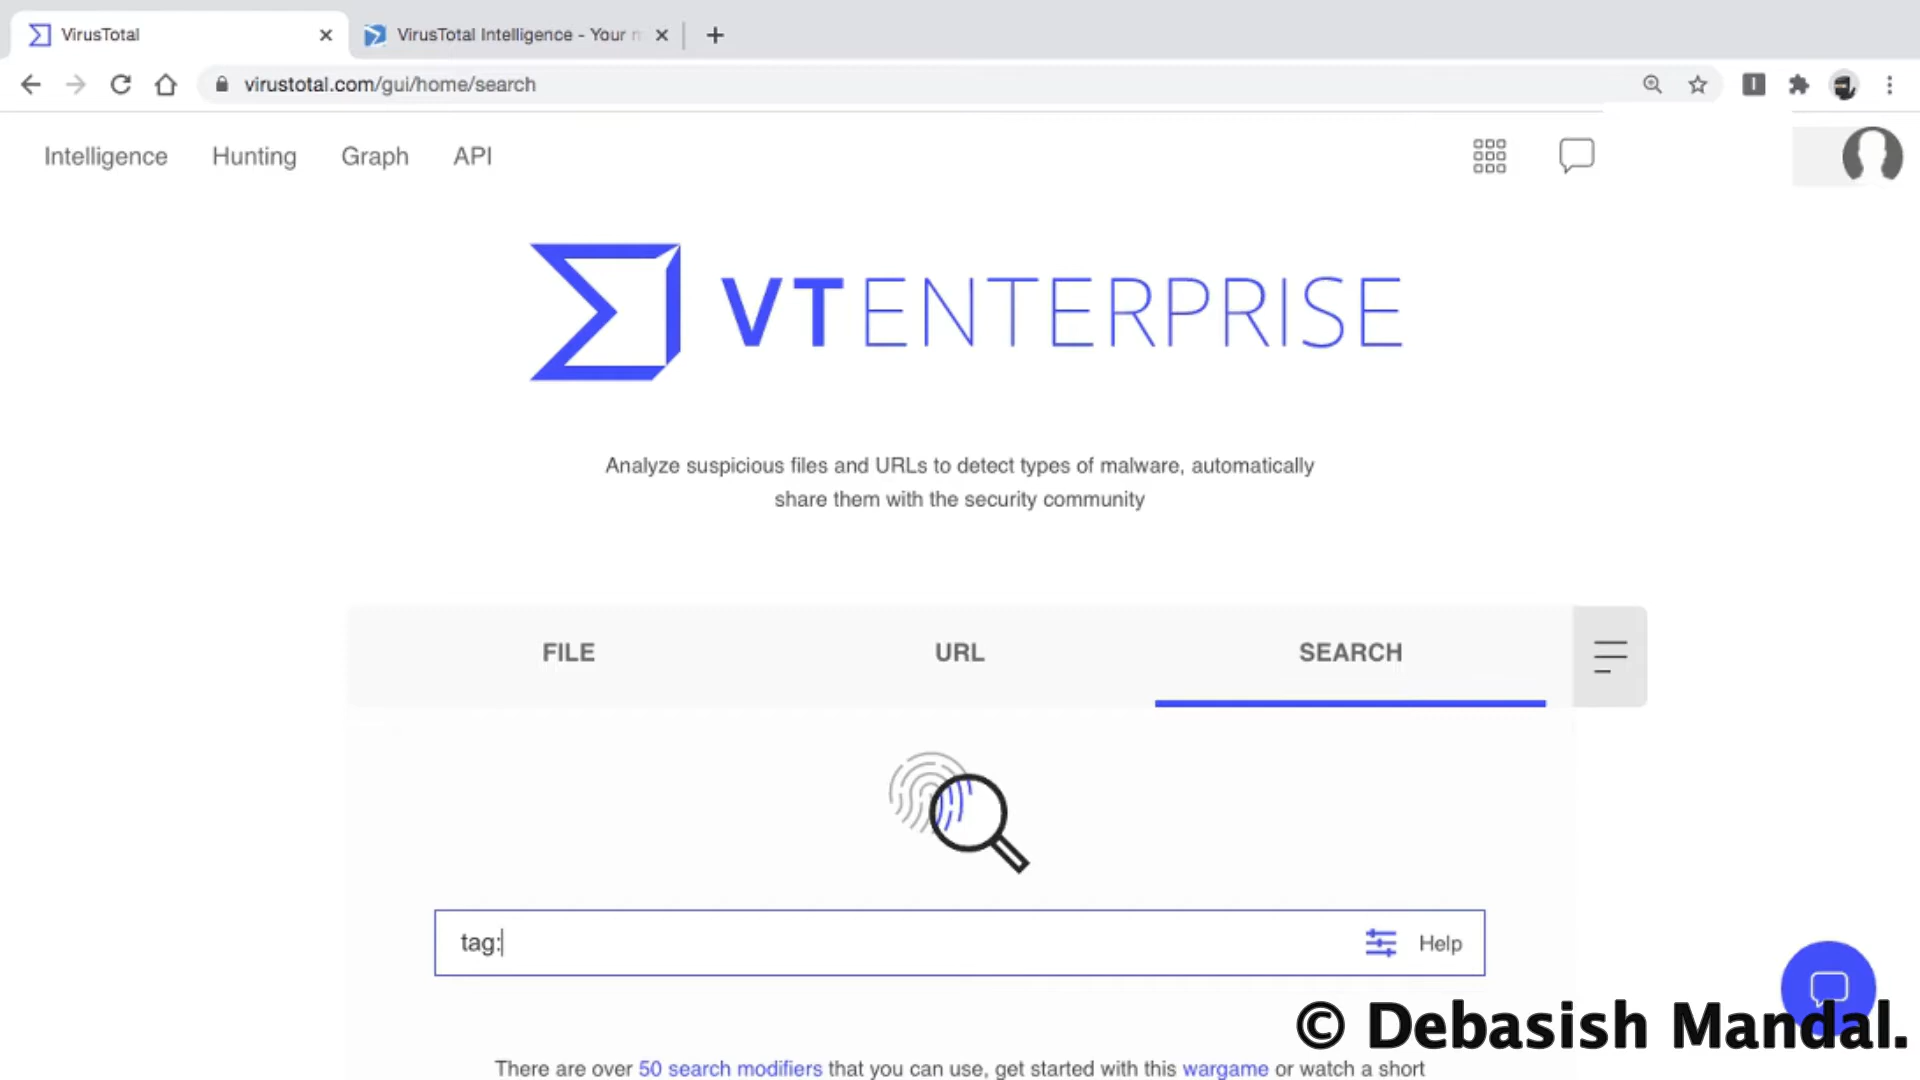 VirusTotal
VirusTotal Intelligence - Your m
virustotal.com/gui/home/search
Intelligence Hunting Graph API
VTENTERPRISE
Analyze suspicious files and URLs to detect types of malware, automatically
share them with the security community
FILE URL SEARCH
tag:
Help
© Debasish Mandal.
There are over 50 search modifiers that you can use, get started with this wargame or watch a short